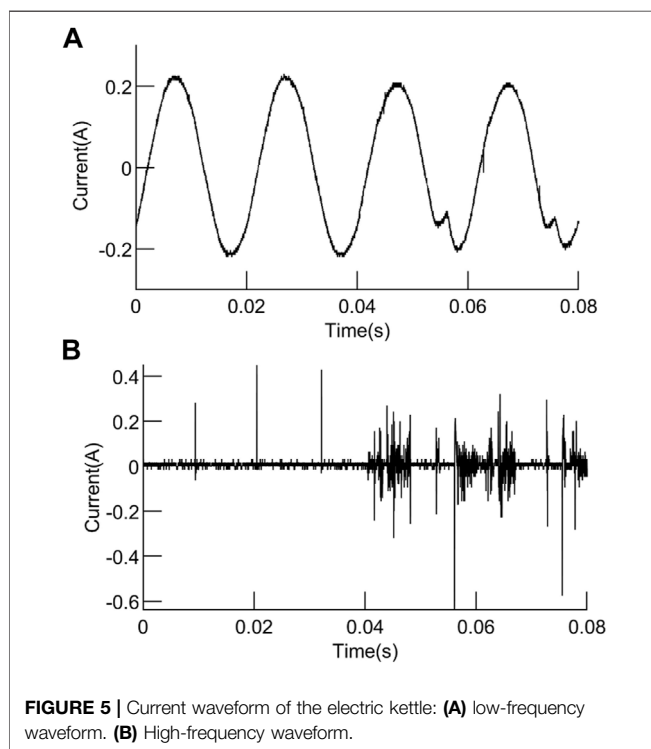 A
0.2
0
-0.2
Current(A)
0 0.02 0.04 0.06 0.08
Time(s)
B
0.4
0.2
0
-0.2
-0.4
-0.6
Current(A)
0 0.02 0.04 0.06 0.08
Time(s)
FIGURE 5 | Current waveform of the electric kettle: (A) low-frequency
waveform. (B) High-frequency waveform.